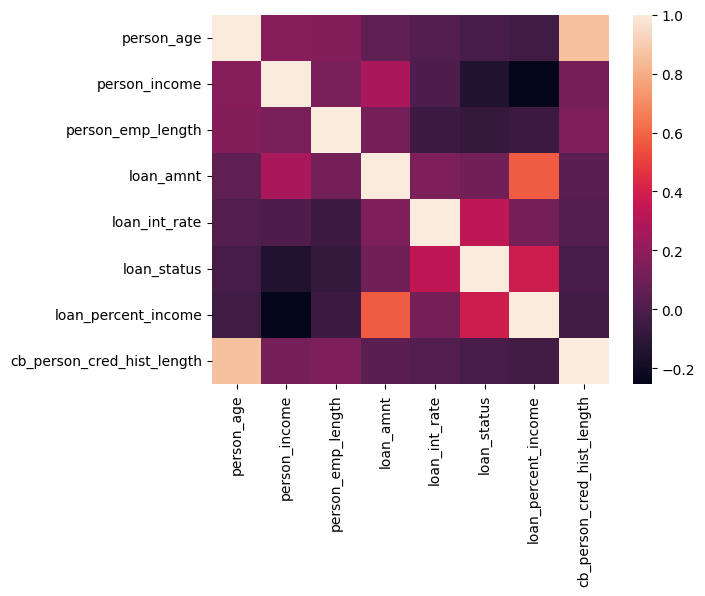 person_age
person_income
person_emp_length
loan_amnt
loan_int_rate
loan_status
loan_percent_income
cb_person_cred_hist_length
person_age
person_income
person_emp_length
loan_amnt
loan_int_rate
loan_status
loan_percent_income
cb_person_cred_hist_length
1.0
0.8
0.6
0.4
0.2
0.0
−0.2